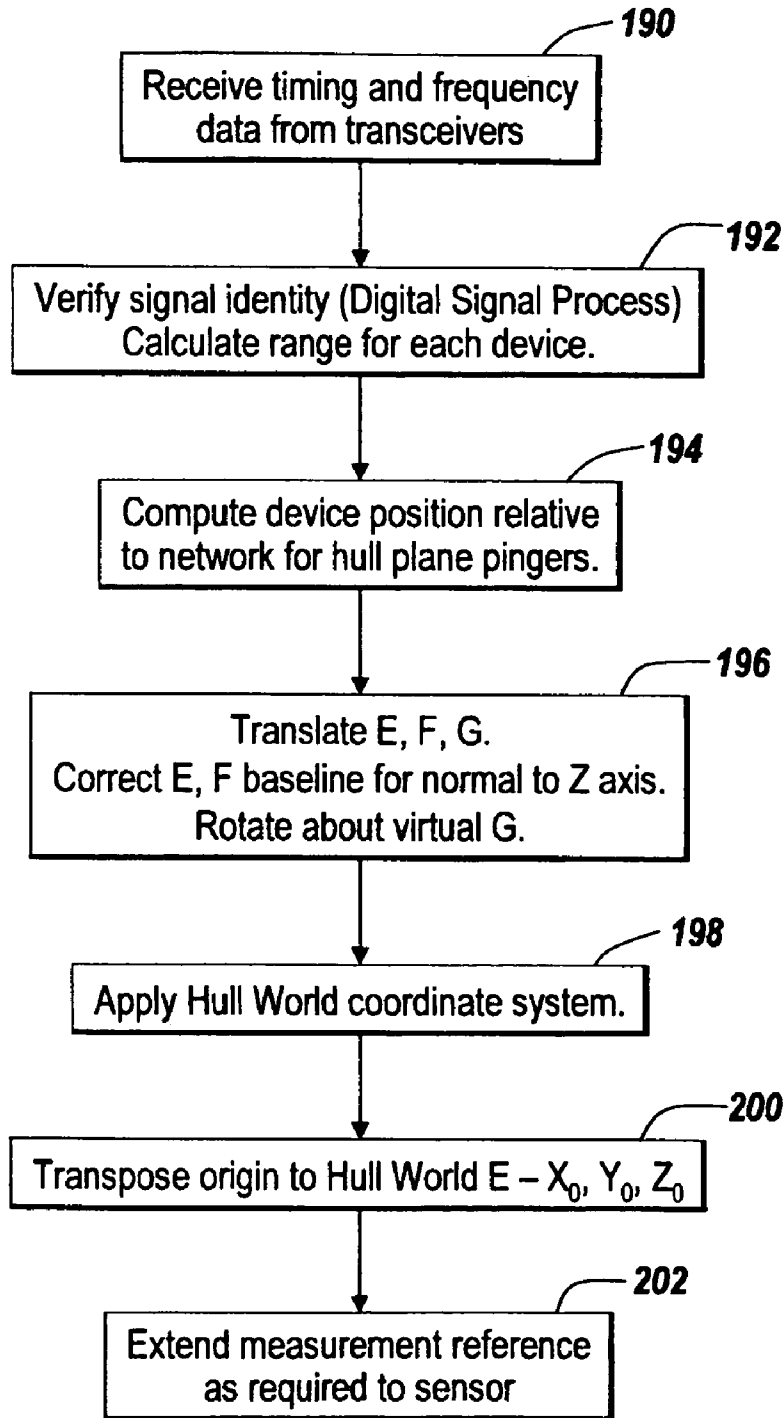 190
Receive timing and frequency
data from transceivers
192
Verify signal identity (Digital Signal Process)
Calculate range for each device.
194
Compute device position relative
to network for hull plane pingers.
196
Translate E, F, G.
Correct E, F baseline for normal to Z axis.
Rotate about virtual G.
198
Apply Hull World coordinate system.
200
Transpose origin to Hull World E – X₀, Y₀, Z₀
202
Extend measurement reference
as required to sensor